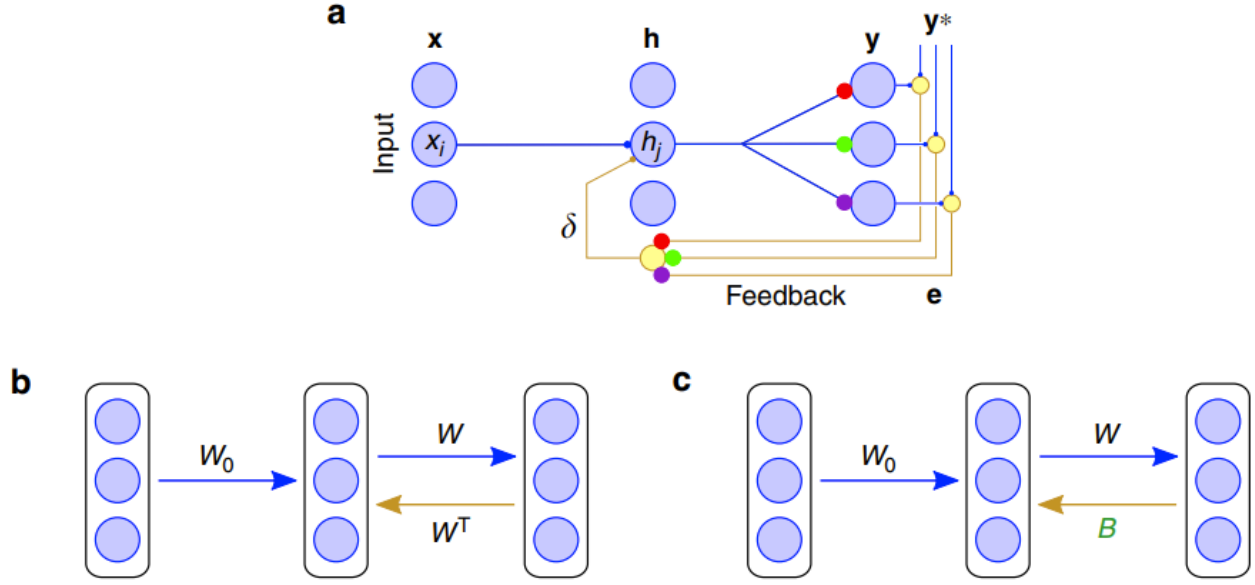 a
x h y y*
Input
xi hj
δ
Feedback e
b
W0 W
WT
c
W0 W
B